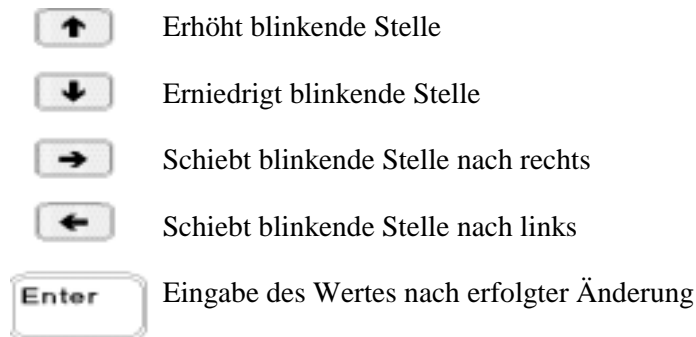 Erhöht blinkende Stelle
Erniedrigt blinkende Stelle
Schiebt blinkende Stelle nach rechts
Schiebt blinkende Stelle nach links
Enter Eingabe des Wertes nach erfolgter Änderung